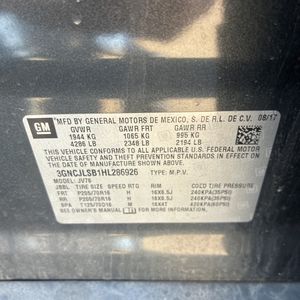 GM
MFD BY GENERAL MOTORS DE MEXICO, S. DE R.L. DE C.V. 08/17
GVWR GAWR FRT GAWR RR
1944 KG 1065 KG 995 KG
4286 LB 2348 LB 2194 LB
THIS VEHICLE CONFORMS TO ALL APPLICABLE U.S. FEDERAL MOTOR
VEHICLE SAFETY, AND THEFT PREVENTION STANDARDS IN
EFFECT ON THE DATE OF MANUFACTURE SHOWN ABOVE.
3GNCJLSB1HL286926 TYPE: M.P.V.
MODEL: JV76
TIRE SIZE SPEED RTG RIM COLD TIRE PRESSURE
FRT P205/70R16 H 16X6.5J 240KPA(35PSI)
RR P205/70R16 H 16X6.5J 240KPA(35PSI)
SPA T125/70D16 M 16X4T 420KPA(60PSI)
SEE OWNER'S MANUAL FOR ADDITIONAL INFORMATION.